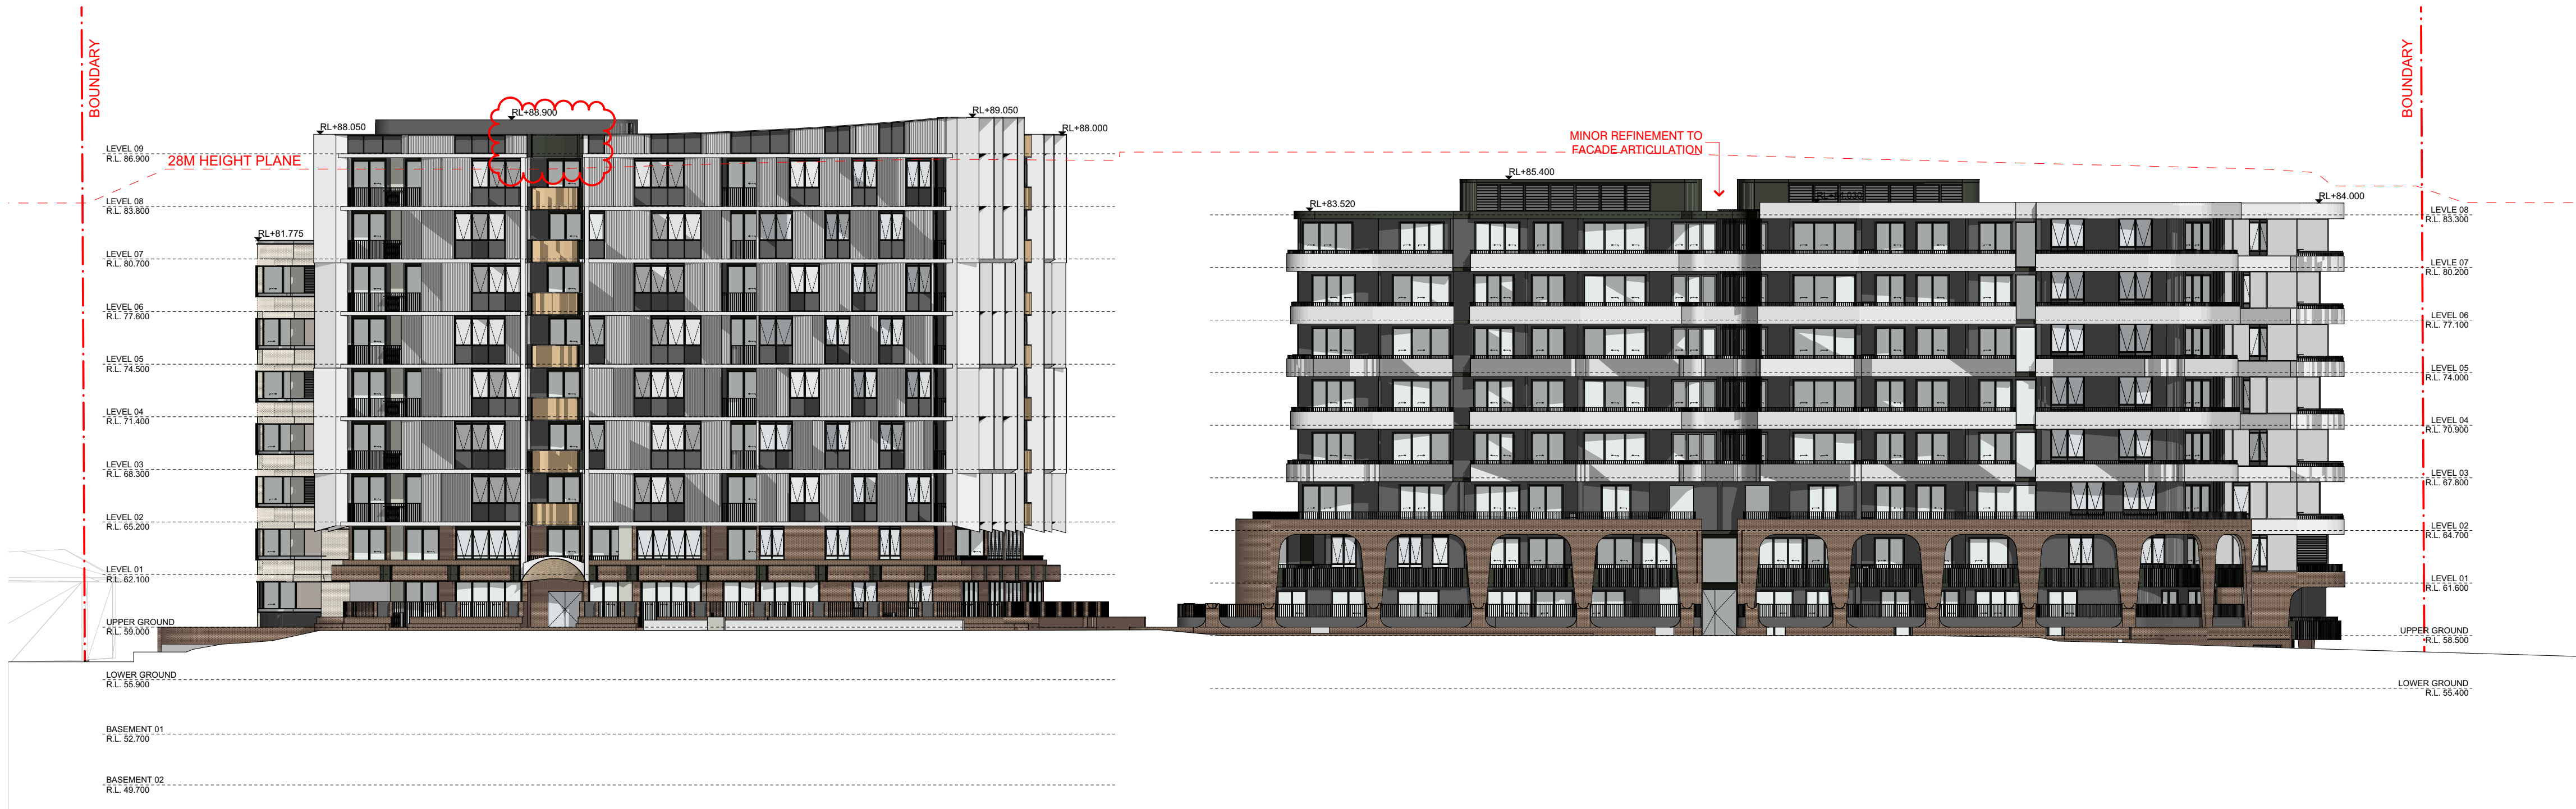 BOUNDARY
BOUNDARY
RL+88.900
RL+89.050
RL+88.050
RL+88.000
MINOR REFINEMENT TO
FACADE ARTICULATION
LEVEL 09
R.L. 86.900
28M HEIGHT PLANE
RL+85.400
LEVEL 08
R.L. 83.800
RL+83.520
RL+84.000
LEVLE 08
R.L. 83.300
RL+81.775
LEVEL 07
R.L. 80.700
LEVLE 07
R.L. 80.200
LEVEL 06
R.L. 77.600
LEVEL 06
R.L. 77.100
LEVEL 05
R.L. 74.500
LEVEL 05
R.L. 74.000
LEVEL 04
R.L. 71.400
LEVEL 04
R.L. 70.900
LEVEL 03
R.L. 68.300
LEVEL 03
R.L. 67.800
LEVEL 02
R.L. 65.200
LEVEL 02
R.L. 64.700
LEVEL 01
R.L. 62.100
LEVEL 01
R.L. 61.600
UPPER GROUND
R.L. 59.000
UPPER GROUND
R.L. 58.500
LOWER GROUND
R.L. 55.900
LOWER GROUND
R.L. 55.400
BASEMENT 01
R.L. 52.700
BASEMENT 02
R.L. 49.700